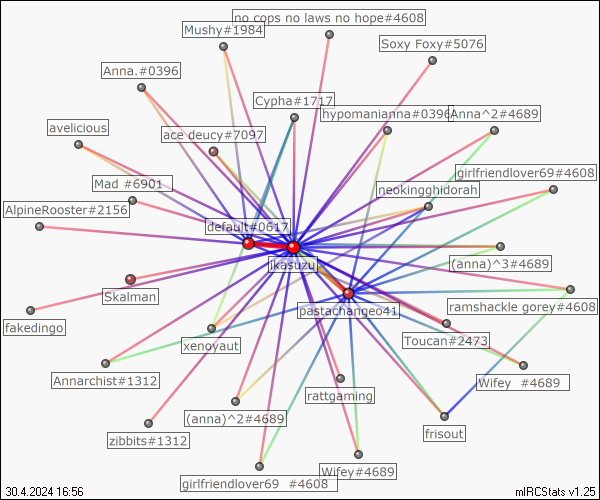 no cops no laws no hope#4608
Mushy#1984
Soxy Foxy#5076
Anna.#0396
Cypha#1717
hypomanianna#0396
Anna^2#4689
avelicious
ace deucy#7097
girlfriendlover69#4608
Mad #6901
neokingghidorah
AlpineRooster#2156
default#0617
ikasuzu
(anna)^3#4689
Skalman
pastachangeo41
ramshackle gorey#4608
fakedingo
xenoyaut
Toucan#2473
Annarchist#1312
rattgaming
Wifey #4689
(anna)^2#4689
zibbits#1312
frisout
Wifey#4689
girlfriendlover69 #4608
30.4.2024 16:56
mIRCStats v1.25